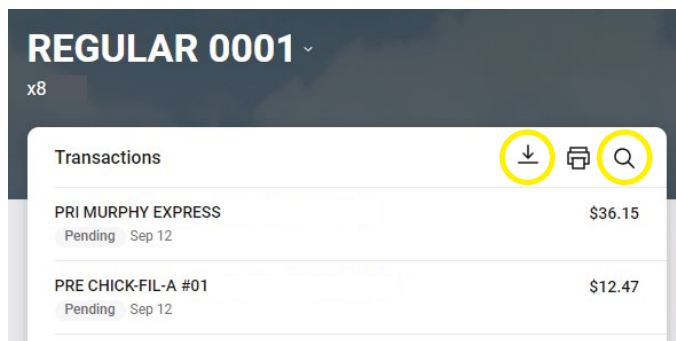 REGULAR 0001
x8
Transactions
PRI MURPHY EXPRESS
$36.15
Pending Sep 12
PRE CHICK-FIL-A #01
$12.47
Pending Sep 12